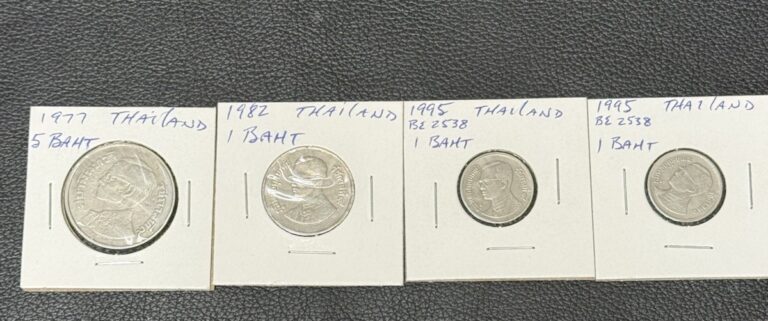 1977 THAILAND
5 BAHT
1982 THAILAND
1 BAHT
1995 THAILAND
BE 2538
1 BAHT
1995 THAILAND
BE 2538
1 BAHT